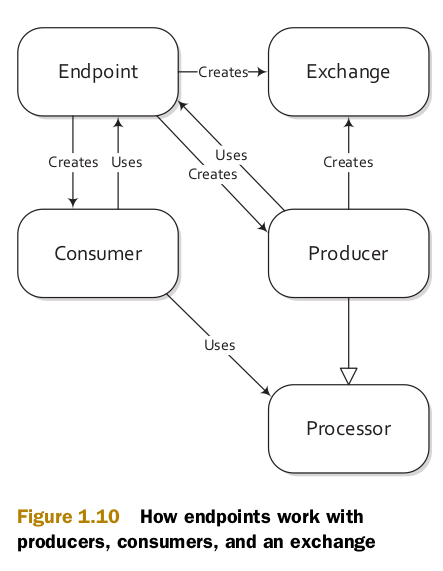 Endpoint
Creates
Exchange
Creates
Uses
Uses
Creates
Creates
Consumer
Producer
Uses
Processor
Figure 1.10 How endpoints work with
producers, consumers, and an exchange